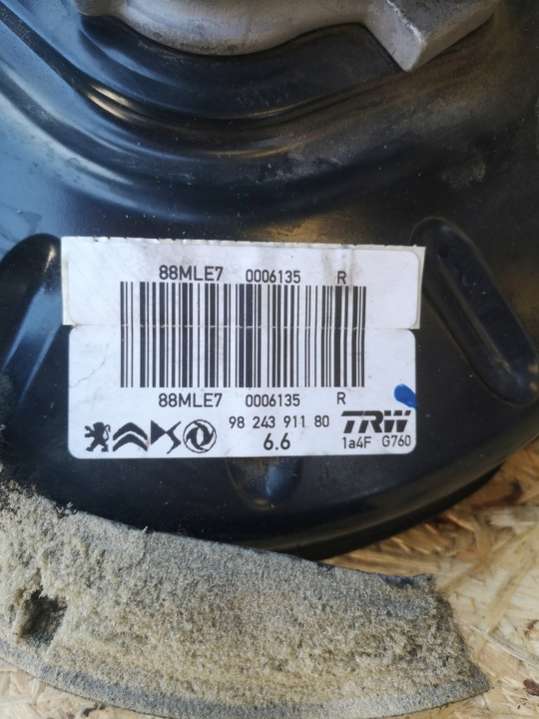 88MLE7 0006135 R
88MLE7 0006135 R
98 243 911 80 TRW
6.6 1a4F G760